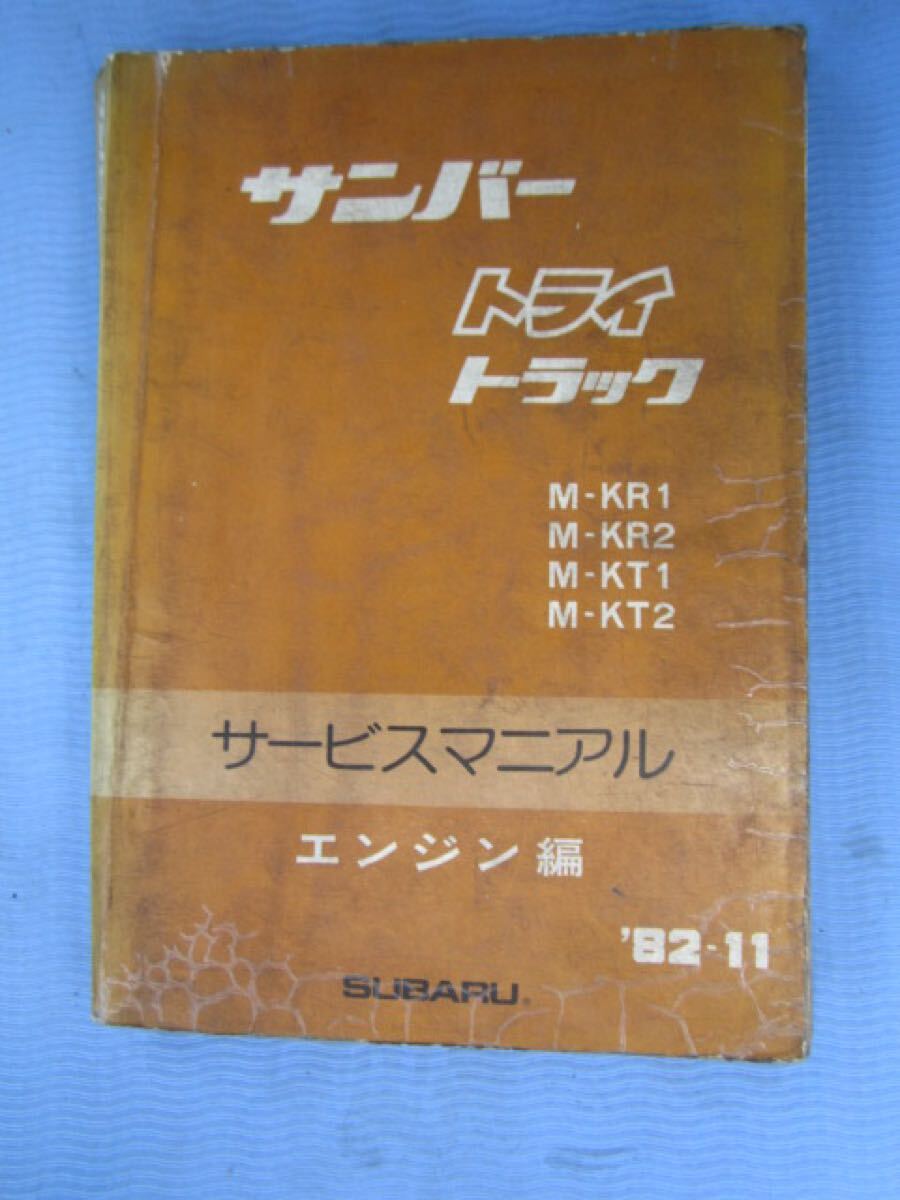 サンバー
トライ
トラック
M-KR1
M-KR2
M-KT1
M-KT2
サービスマニアル
エンジン編
'82-11
SUBARU®